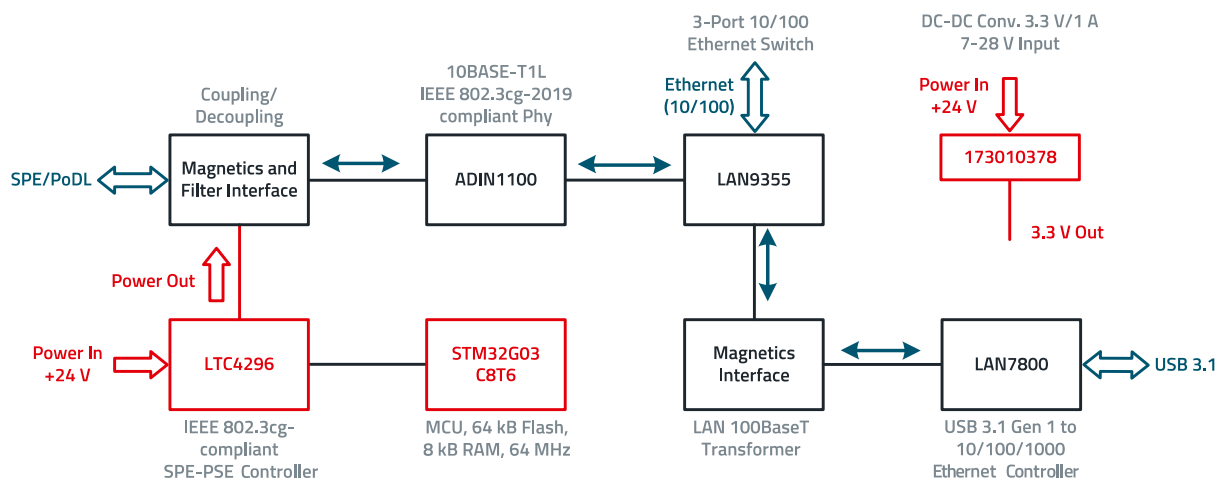 3-Port 10/100
Ethernet Switch
DC-DC Conv. 3.3 V/1 A
7-28 V Input
10BASE-T1L
IEEE 802.3cg-2019
compliant Phy
Ethernet
(10/100)
Power In
+24 V
Coupling/
Decoupling
SPE/PoDL
Magnetics and
Filter Interface
ADIN1100
LAN9355
173010378
3.3 V Out
Power Out
Power In
+24 V
LTC4296
STM32G03
C8T6
Magnetics
Interface
LAN7800
USB 3.1
IEEE 802.3cg-
compliant
SPE-PSE Controller
MCU, 64 kB Flash,
8 kB RAM, 64 MHz
LAN 100BaseT
Transformer
USB 3.1 Gen 1 to
10/100/1000
Ethernet Controller